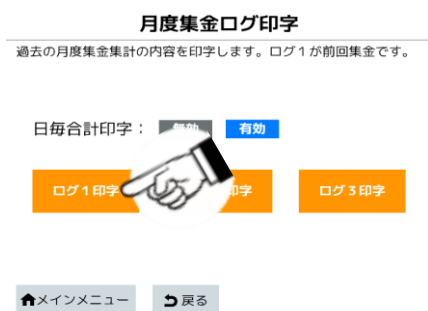 月度集金ログ印字
過去の月度集金集計の内容を印字します。ログ1が前回集金です。
日毎合計印字： 無効 有効
ログ1印字 印字 ログ3印字
メインメニュー 戻る